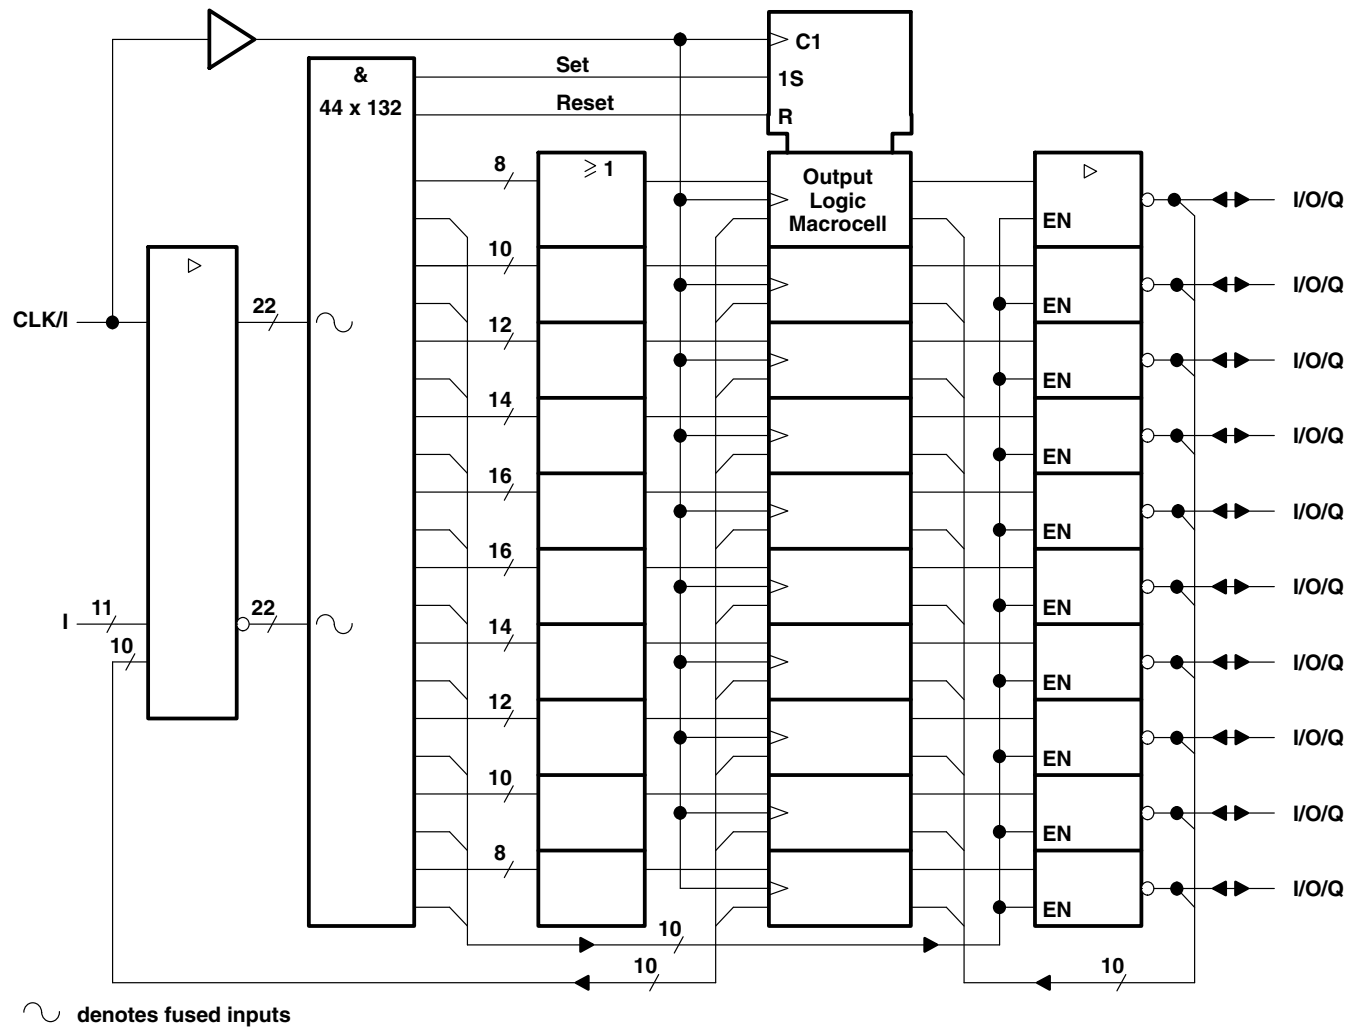 C1
&
Set
1S
44 x 132
Reset
R
8
≥ 1
Output
Logic
Macrocell
I/O/Q
EN
10
I/O/Q
EN
CLK/I
22
12
I/O/Q
EN
14
I/O/Q
EN
16
I/O/Q
EN
16
I/O/Q
EN
I
11
22
14
10
I/O/Q
EN
12
I/O/Q
EN
10
I/O/Q
EN
8
I/O/Q
EN
10
10
10
denotes fused inputs